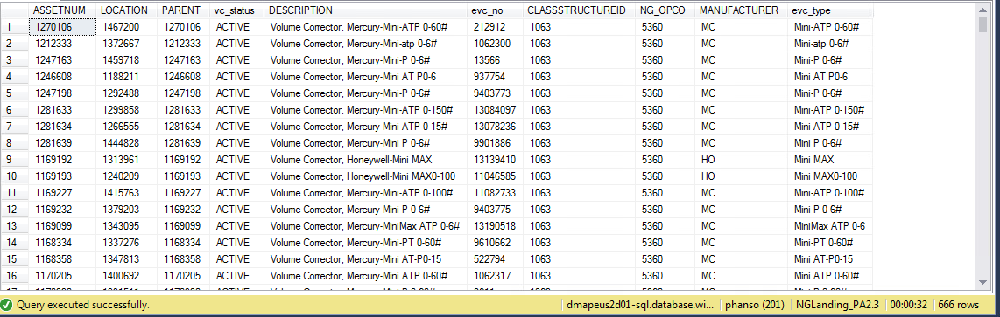 ASSETNUM LOCATION PARENT vc_status DESCRIPTION evc_no CLASSSTRUCTUREID NG_OPCO MANUFACTURER evc_type
1 1270106 1467200 1270106 ACTIVE Volume Corrector, Mercury-Mini-ATP 0-60# 212912 1063 5360 MC Mini-ATP 0-60#
2 1212333 1372667 1212333 ACTIVE Volume Corrector, Mercury-Mini-atp 0-6# 1062300 1063 5360 MC Mini-atp 0-6#
3 1247163 1459718 1247163 ACTIVE Volume Corrector, Mercury-Mini-P 0-6# 13566 1063 5360 MC Mini-P 0-6#
4 1246608 1188211 1246608 ACTIVE Volume Corrector, Mercury-Mini AT P0-6 937754 1063 5360 MC Mini AT P0-6
5 1247198 1292488 1247198 ACTIVE Volume Corrector, Mercury-Mini-P 0-6# 9403773 1063 5360 MC Mini-P 0-6#
6 1281633 1299858 1281633 ACTIVE Volume Corrector, Mercury-Mini-ATP 0-150# 13084097 1063 5360 MC Mini-ATP 0-150#
7 1281634 1266555 1281634 ACTIVE Volume Corrector, Mercury-Mini ATP 0-15# 13078236 1063 5360 MC Mini ATP 0-15#
8 1281639 1444828 1281639 ACTIVE Volume Corrector, Mercury-Mini P 0-6# 9901886 1063 5360 MC Mini P 0-6#
9 1169192 1313961 1169192 ACTIVE Volume Corrector, Honeywell-Mini MAX 13139410 1063 5360 HO Mini MAX
10 1169193 1240209 1169193 ACTIVE Volume Corrector, Honeywell-Mini MAX0-100 11046585 1063 5360 HO Mini MAX0-100
11 1169227 1415763 1169227 ACTIVE Volume Corrector, Mercury-Mini-ATP 0-100# 11082733 1063 5360 MC Mini-ATP 0-100#
12 1169232 1379203 1169232 ACTIVE Volume Corrector, Mercury-Mini-P 0-6# 9403775 1063 5360 MC Mini-P 0-6#
13 1169099 1343095 1169099 ACTIVE Volume Corrector, Mercury-MiniMax ATP 0-6# 13190518 1063 5360 MC MiniMax ATP 0-6
14 1168334 1337276 1168334 ACTIVE Volume Corrector, Mercury-Mini-PT 0-60# 9610662 1063 5360 MC Mini-PT 0-60#
15 1168358 1347813 1168358 ACTIVE Volume Corrector, Mercury-Mini AT-P0-15 522794 1063 5360 MC Mini AT-P0-15
16 1170205 1400692 1170205 ACTIVE Volume Corrector, Mercury-Mini ATP 0-60# 1062317 1063 5360 MC Mini ATP 0-60#
Query executed successfully. dmapeus2d01-sql.database.wi... phanso (201) NGLanding_PA2.3 00:00:32 666 rows